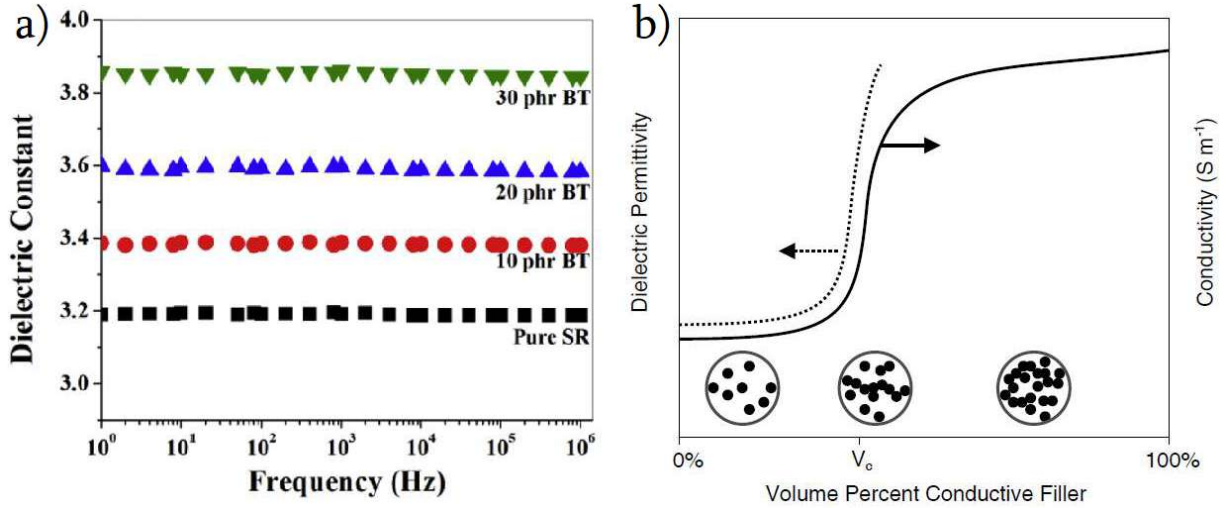 a)
4.0
3.8
3.6
3.4
3.2
3.0
Dielectric Constant
30 phr BT
20 phr BT
10 phr BT
Pure SR
10⁰ 10¹ 10² 10³ 10⁴ 10⁵ 10⁶
Frequency (Hz)
b)
Dielectric Permittivity
Conductivity (S m⁻¹)
0% Vc 100%
Volume Percent Conductive Filler